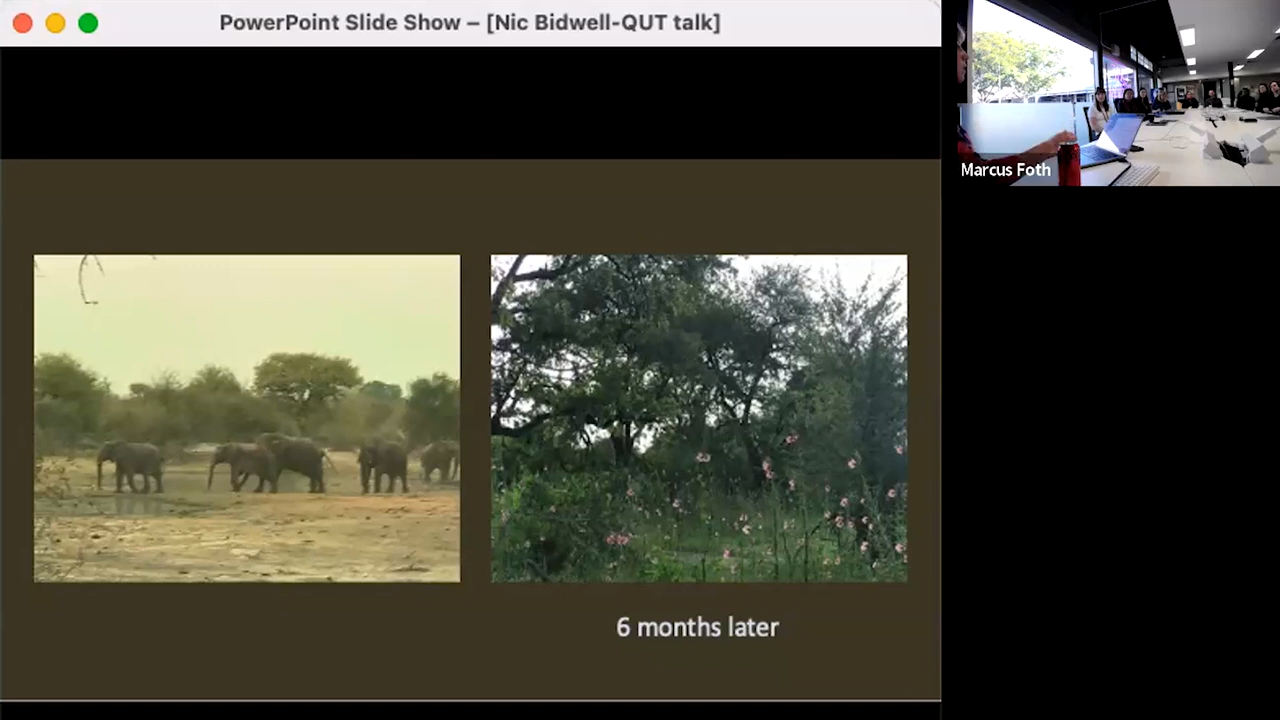 PowerPoint Slide Show – [Nic Bidwell-QUT talk]
Marcus Foth
6 months later